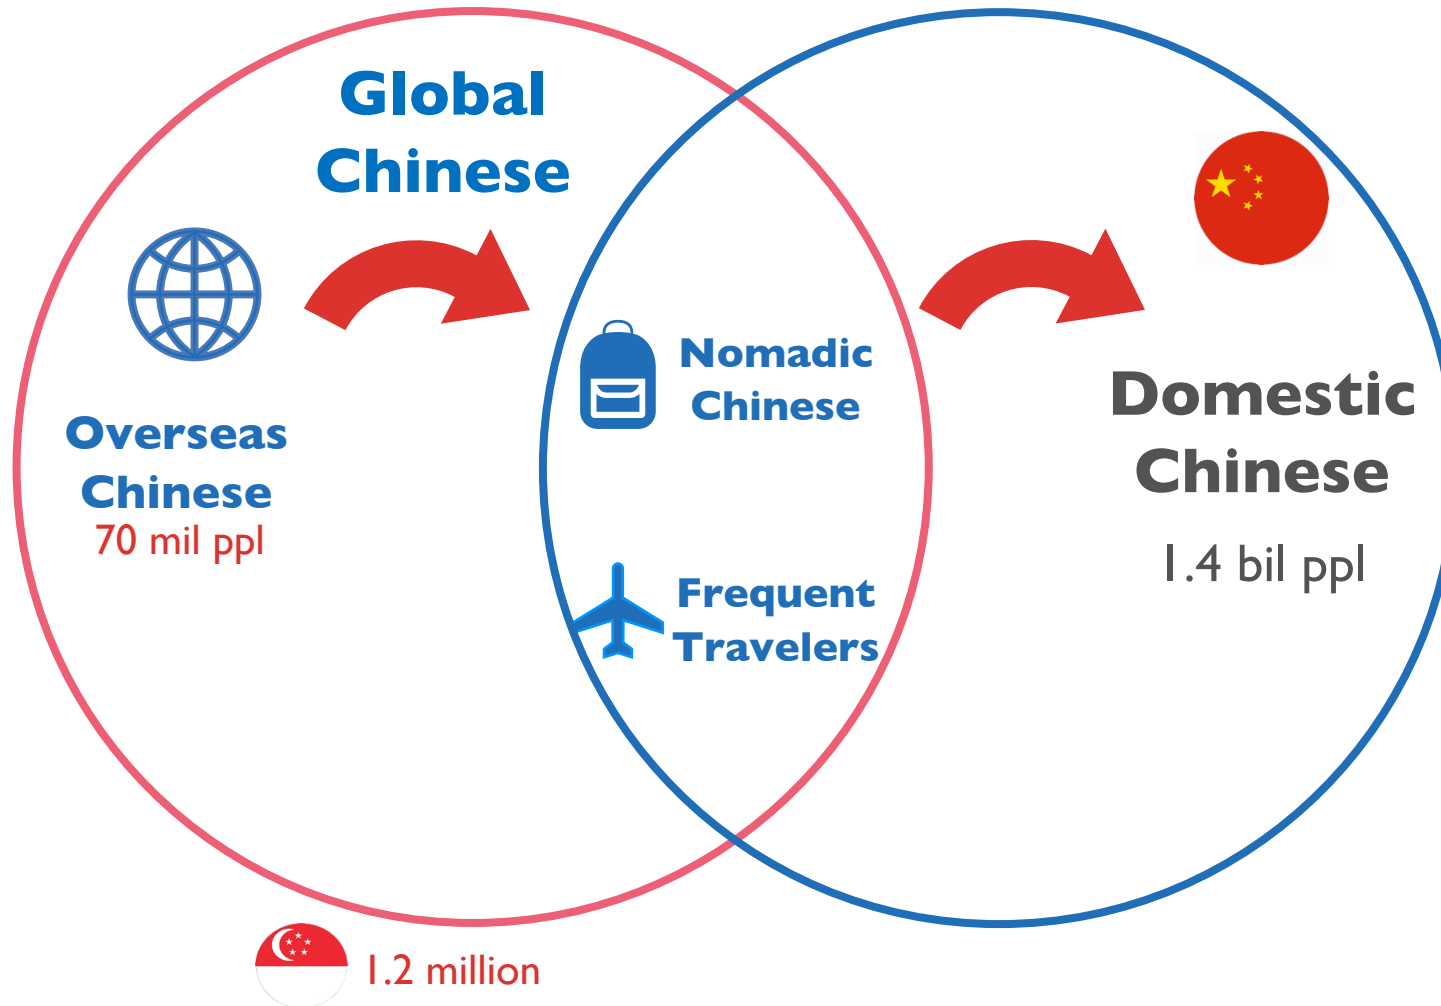 Global
Chinese
Overseas
Chinese
70 mil ppl
Nomadic
Chinese
Frequent
Travelers
Domestic
Chinese
1.4 bil ppl
1.2 million